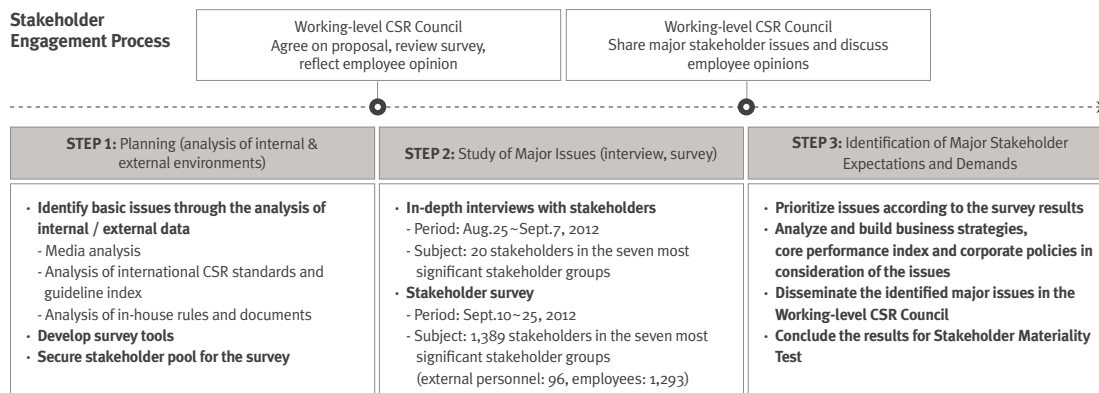 Stakeholder
Engagement Process
Working-level CSR Council
Agree on proposal, review survey,
reflect employee opinion
Working-level CSR Council
Share major stakeholder issues and discuss
employee opinions
STEP 1: Planning (analysis of internal &
external environments)
• Identify basic issues through the analysis of
internal / external data
- Media analysis
- Analysis of international CSR standards and
guideline index
- Analysis of in-house rules and documents
• Develop survey tools
• Secure stakeholder pool for the survey
STEP 2: Study of Major Issues (interview, survey)
• In-depth interviews with stakeholders
- Period: Aug.25~Sept.7, 2012
- Subject: 20 stakeholders in the seven most
significant stakeholder groups
• Stakeholder survey
- Period: Sept.10~25, 2012
- Subject: 1,389 stakeholders in the seven most
significant stakeholder groups
(external personnel: 96, employees: 1,293)
STEP 3: Identification of Major Stakeholder
Expectations and Demands
• Prioritize issues according to the survey results
• Analyze and build business strategies,
core performance index and corporate policies in
consideration of the issues
• Disseminate the identified major issues in the
Working-level CSR Council
• Conclude the results for Stakeholder Materiality
Test